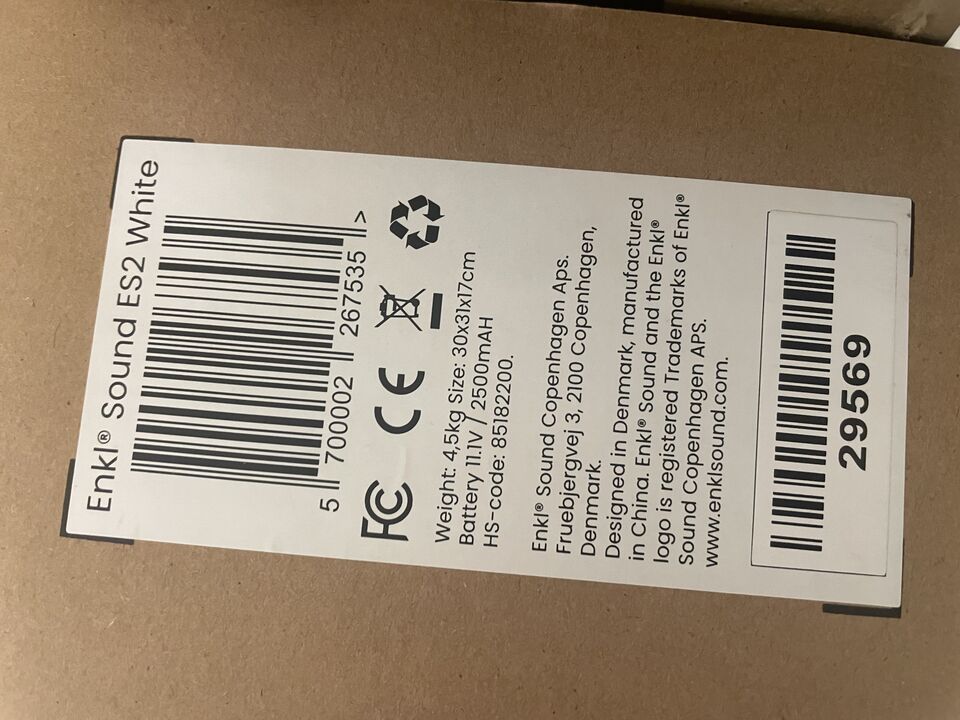 Enkl® Sound ES2 White
5 700002 267535 >
FC CE
Weight: 4,5kg Size: 30x31x17cm
Battery 11.1V / 2500mAH
HS-code: 85182200.
Enkl® Sound Copenhagen Aps.
Fruebjergvej 3, 2100 Copenhagen,
Denmark.
Designed in Denmark, manufactured
in China. Enkl® Sound and the Enkl®
logo is registered Trademarks of Enkl®
Sound Copenhagen APS.
www.enklsound.com.
29569